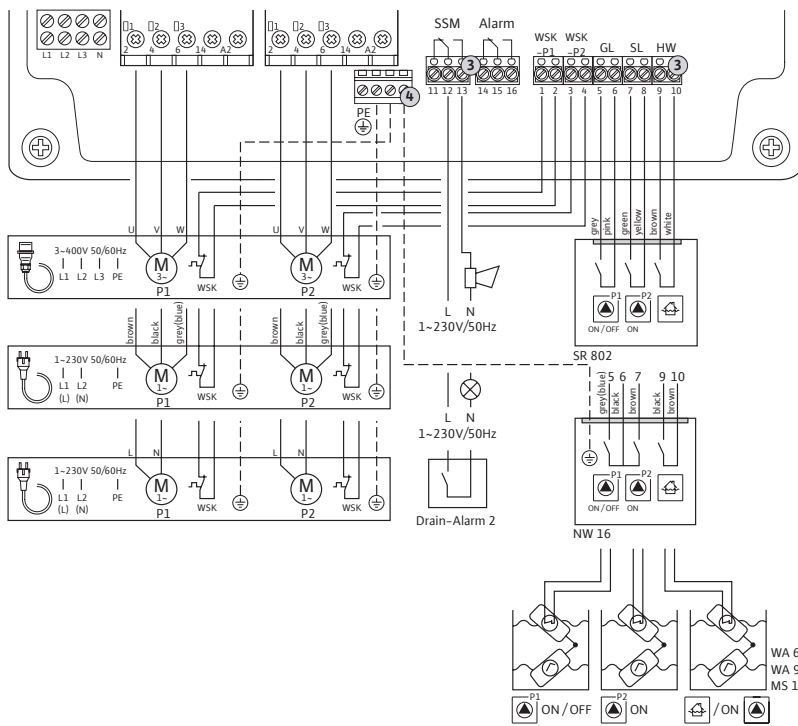 SSM Alarm
WSK -P1 WSK -P2 GL SL HW
1 2 3 1 2 3
2 4 6 14 A2 2 4 6 14 A2
L1 L2 L3 N
3 3
4
11 12 13 14 15 16 1 2 3 4 5 6 7 8 9 10
PE
grey pink green yellow brown white
U V W U V W
3~400V 50/60Hz
L1 L2 L3 PE
M 3~ M 3~
P1 WSK P2 WSK
L N
1~230V/50Hz
P1 P2
ON/OFF ON
SR 802
brown black grey(blue) brown black grey(blue)
1~230V 50/60Hz
L1 L2 PE
(L) (N)
M 1~ M 1~
P1 WSK P2 WSK
grey(blue) 5 black 6 brown 7 black 9 brown 10
L N
1~230V/50Hz
L N L N
1~230V 50/60Hz
L1 L2 PE
(L) (N)
M 1~ M 1~
P1 WSK P2 WSK
Drain-Alarm 2
P1 P2
ON/OFF ON
NW 16
WA 6
WA 9
MS 1
P1 ON/OFF P2 ON /ON